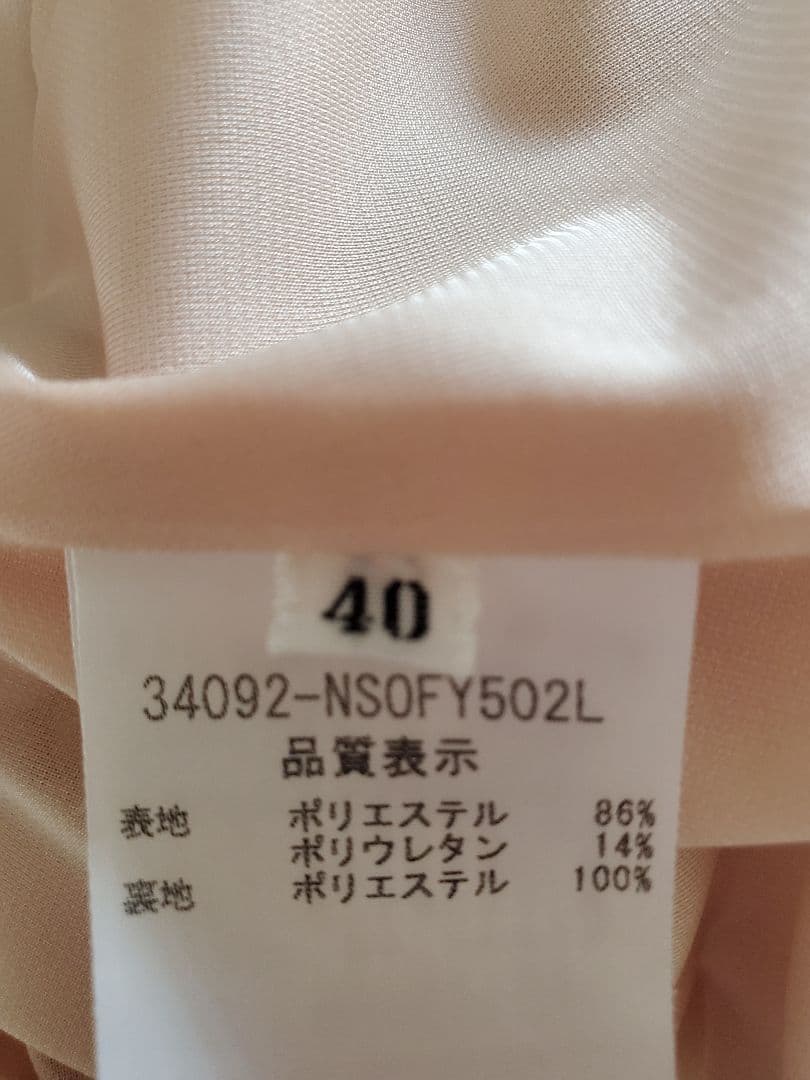 40
34092-NSOFY502L
品質表示
表地 ポリエステル 86%
ポリウレタン 14%
裏地 ポリエステル 100%